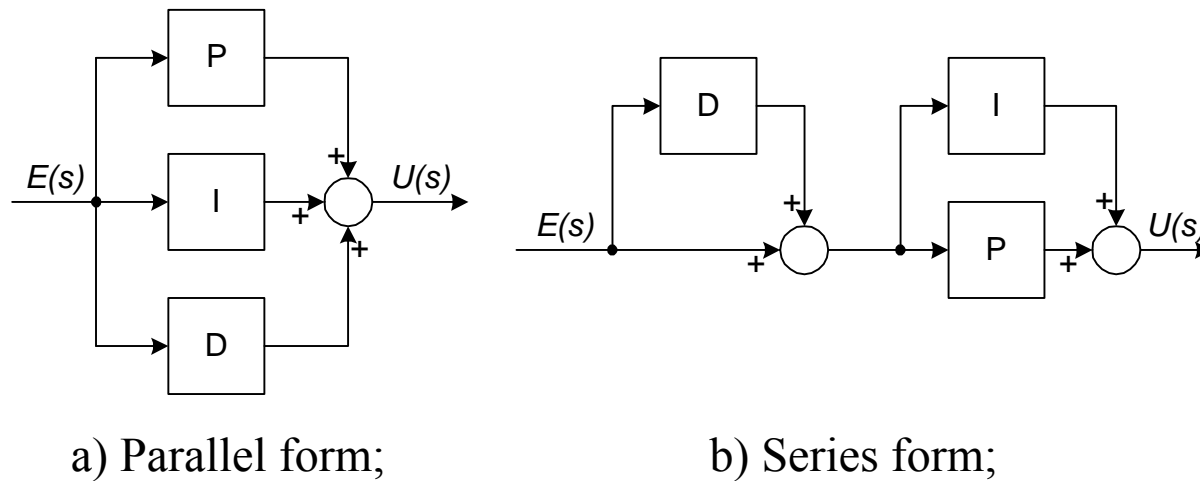 P
E(s)
I
U(s)
+
+
+
D
a) Parallel form;
D
I
E(s)
+
+
P
+
+
U(s)
b) Series form;